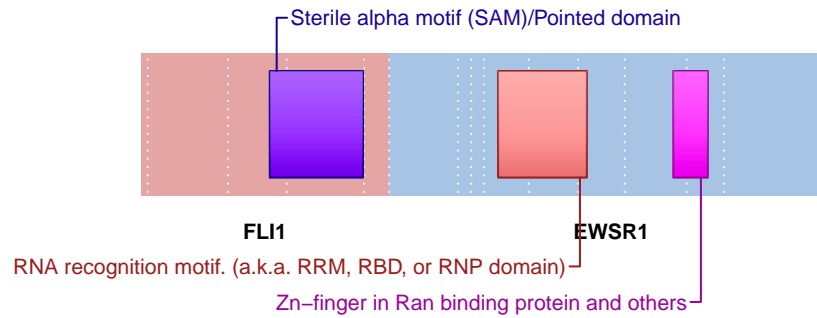 Sterile alpha motif (SAM)/Pointed domain
FLI1
EWSR1
RNA recognition motif. (a.k.a. RRM, RBD, or RNP domain)
Zn−finger in Ran binding protein and others